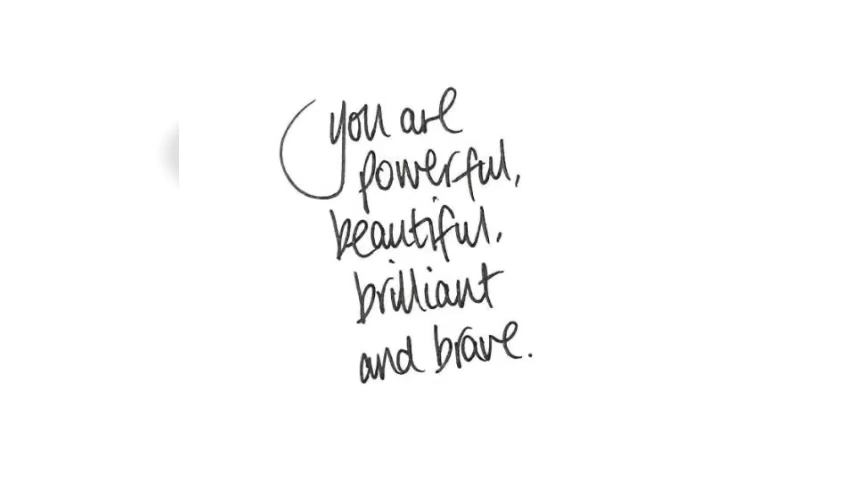 you are
powerful,
beautiful,
brilliant
and brave.